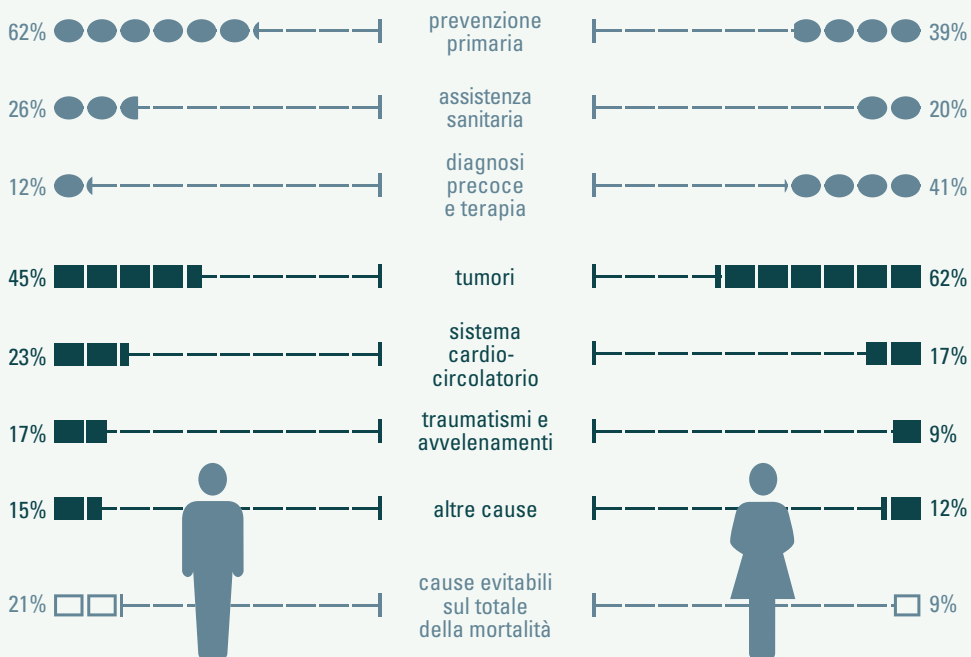 62%
prevenzione
primaria
39%
26%
assistenza
sanitaria
20%
12%
diagnosi
precoce
e terapia
41%
45%
tumori
62%
23%
sistema
cardio-
circolatorio
17%
17%
traumatismi e
avvelenamenti
9%
15%
altre cause
12%
21%
cause evitabili
sul totale
della mortalità
9%